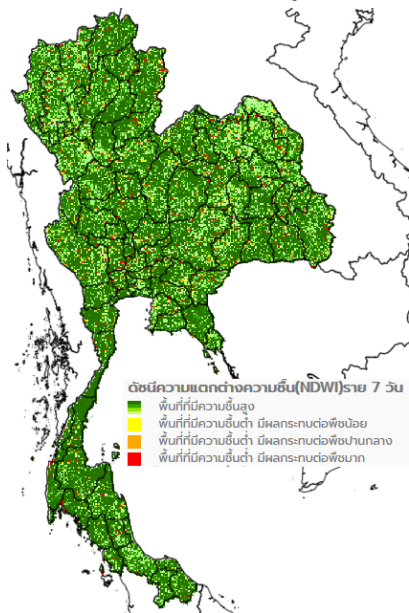 ดัชนีความแตกต่างความชื้น(NDWI)ราย 7 วัน
พื้นที่ที่มีความชื้นสูง
พื้นที่ที่มีความชื้นต่ำ มีผลกระทบต่อพืชน้อย
พื้นที่ที่มีความชื้นต่ำ มีผลกระทบต่อพืชปานกลาง
พื้นที่ที่มีความชื้นต่ำ มีผลกระทบต่อพืชมาก